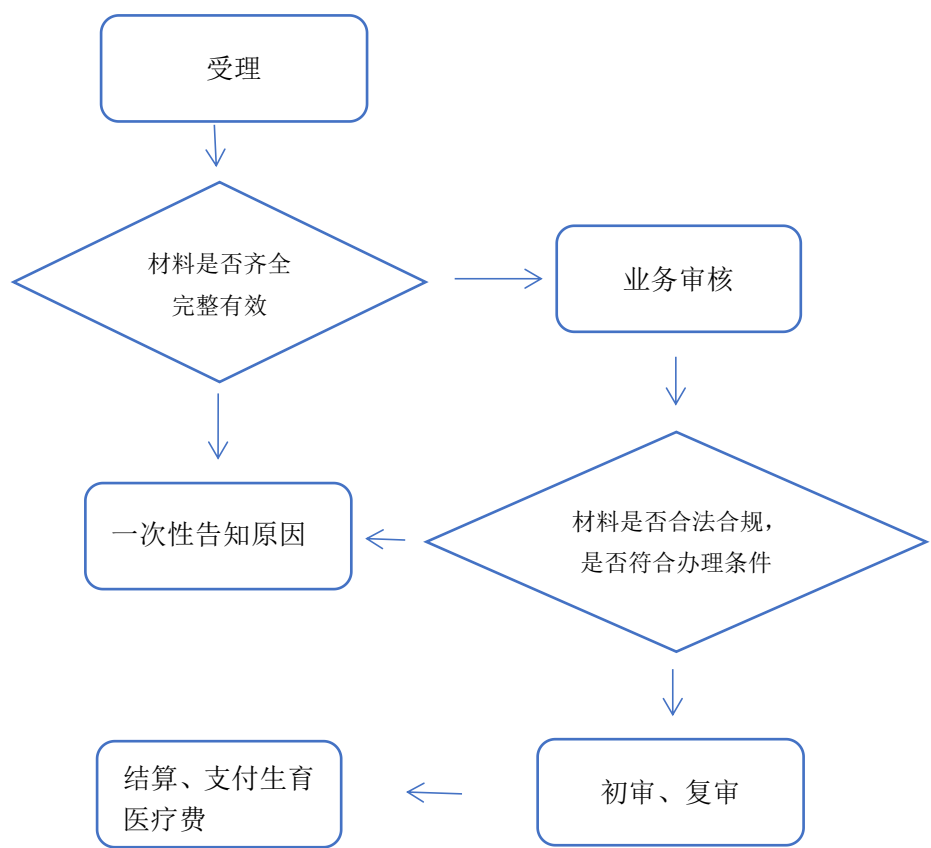 受理
材料是否齐全
完整有效
业务审核
一次性告知原因
材料是否合法合规，
是否符合办理条件
结算、支付生育
医疗费
初审、复审